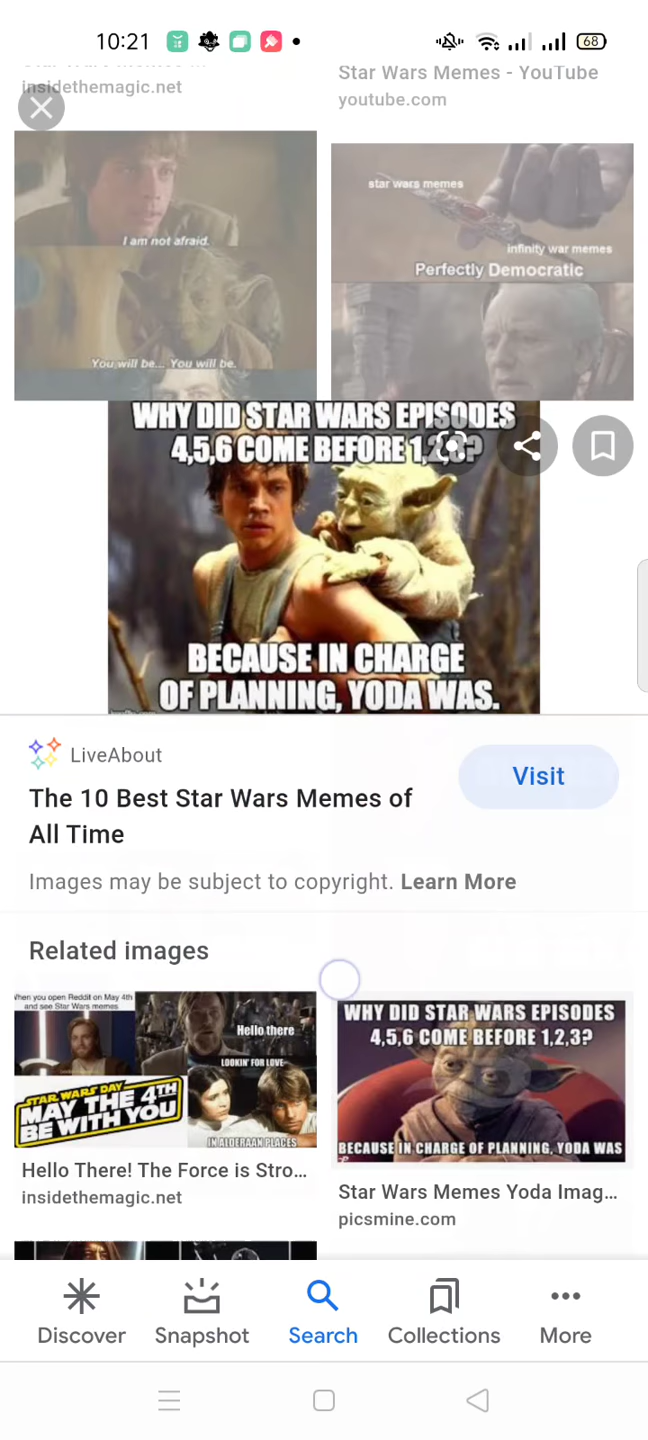 10:21
68
insidethemagic.net
Star Wars Memes - YouTube
youtube.com
I am not afraid.
You will be... You will be.
star wars memes
infinity war memes
Perfectly Democratic
WHY DID STAR WARS EPISODES
4,5,6 COME BEFORE 1,2,3?
BECAUSE IN CHARGE
OF PLANNING, YODA WAS.
LiveAbout
Visit
The 10 Best Star Wars Memes of
All Time
Images may be subject to copyright. Learn More
Related images
When you open Reddit on May 4th
and see Star Wars memes
Hello there
LOOKIN' FOR LOVE
STAR WARS DAY
MAY THE 4TH
BE WITH YOU
IN ALDERAAN PLACES
Hello There! The Force is Stro...
insidethemagic.net
WHY DID STAR WARS EPISODES
4,5,6 COME BEFORE 1,2,3?
BECAUSE IN CHARGE OF PLANNING, YODA WAS
Star Wars Memes Yoda Imag...
picsmine.com
Discover
Snapshot
Search
Collections
More